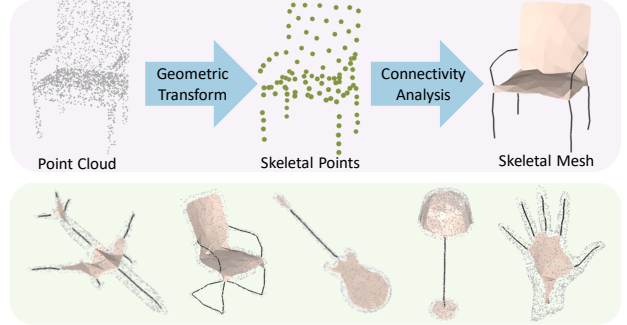 Geometric
Transform
Connectivity
Analysis
Point Cloud
Skeletal Points
Skeletal Mesh